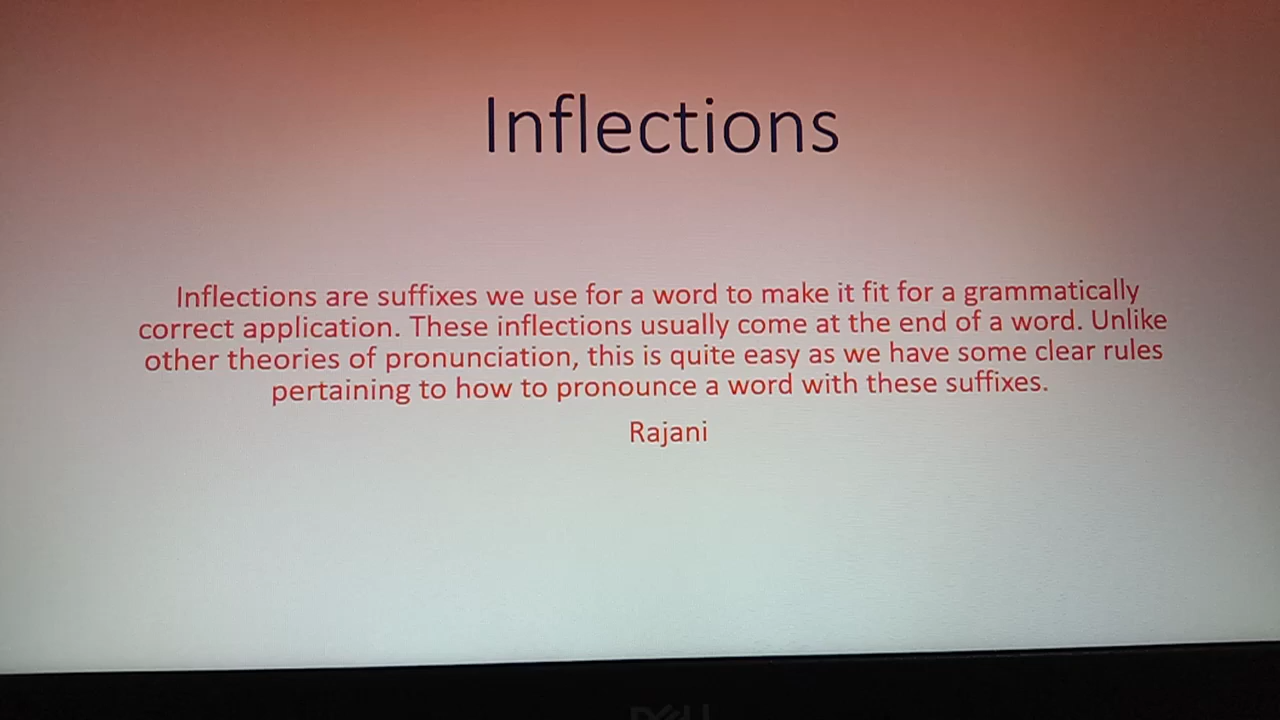 Inflections
Inflections are suffixes we use for a word to make it fit for a grammatically
correct application. These inflections usually come at the end of a word. Unlike
other theories of pronunciation, this is quite easy as we have some clear rules
pertaining to how to pronounce a word with these suffixes.
Rajani
DELL